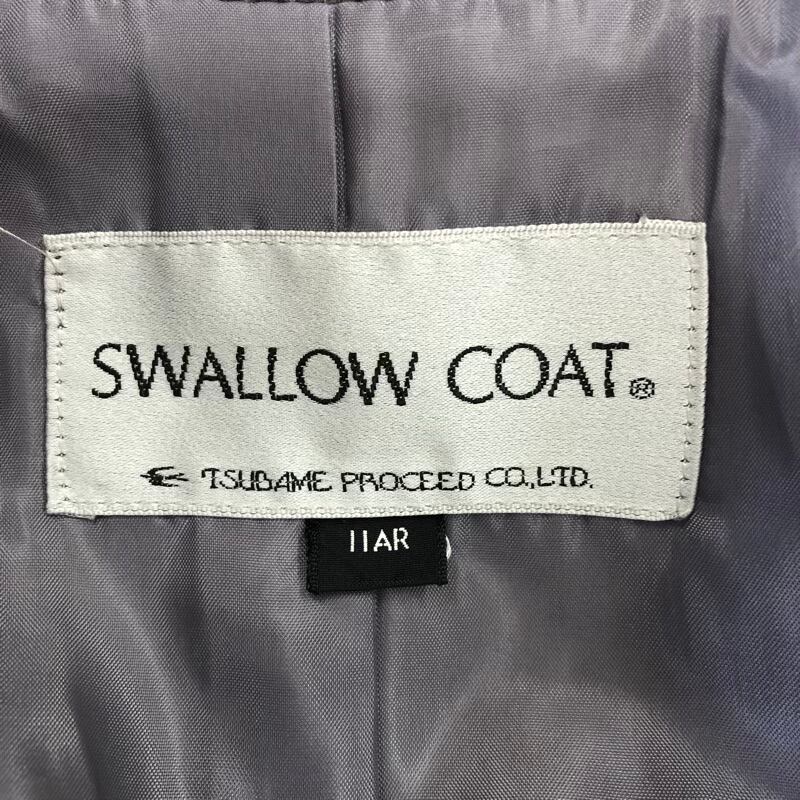 SWALLOW COAT®
TSUBAME PROCEED CO.,LTD.
11AR